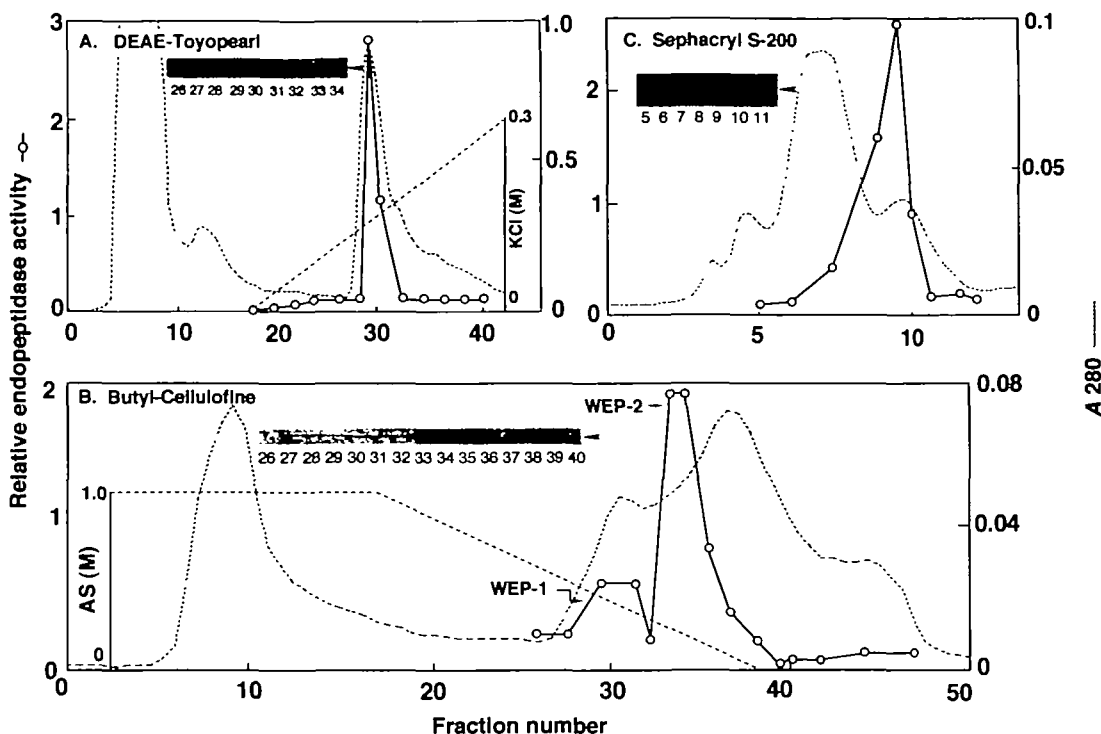 A. DEAE-Toyopearl
3
2
1
0
26 27 28 29 30 31 32 33 34
1.0
0.5
0
0.3
KCl (M)
0
0 10 20 30 40
C. Sephacryl S-200
2
1
0
5 6 7 8 9 10 11
0.1
0.05
0
0 5 10
Relative endopeptidase activity
A 280
B. Butyl-Cellulofine
2
1
0
1.0
AS (M)
0
26 27 28 29 30 31 32 33 34 35 36 37 38 39 40
WEP-2
WEP-1
0.08
0.04
0
0 10 20 30 40 50
Fraction number